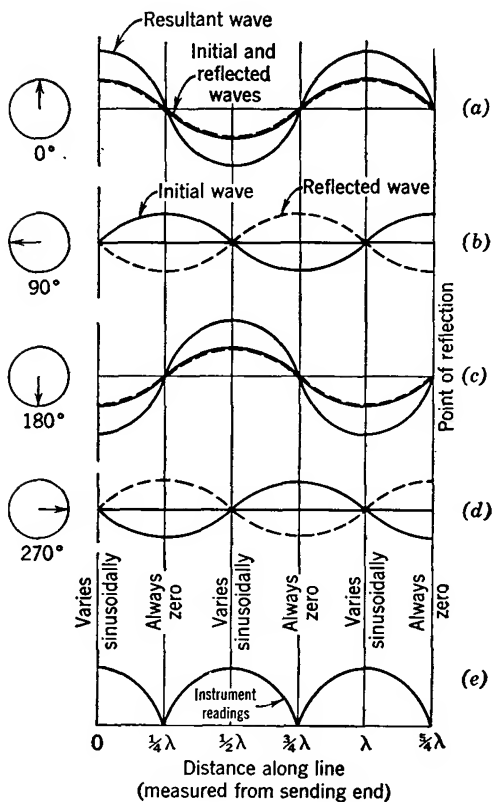 Resultant wave
Initial and
reflected
waves
(a)
0°
Initial wave
Reflected wave
(b)
90°
Point of reflection
(c)
180°
(d)
270°
Varies
sinusoidally
Always
zero
Varies
sinusoidally
Always
zero
Varies
sinusoidally
Always
zero
(e)
Instrument
readings
0
¼λ
½λ
¾λ
λ
5/4λ
Distance along line
(measured from sending end)